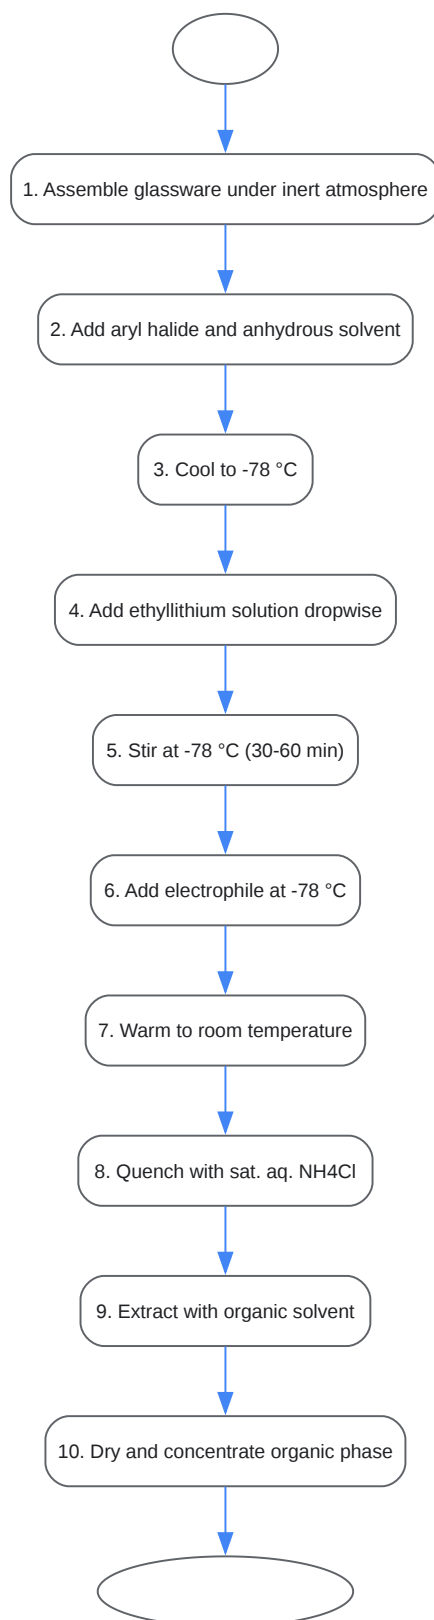 1. Assemble glassware under inert atmosphere
2. Add aryl halide and anhydrous solvent
3. Cool to -78 °C
4. Add ethyllithium solution dropwise
5. Stir at -78 °C (30-60 min)
6. Add electrophile at -78 °C
7. Warm to room temperature
8. Quench with sat. aq. NH4Cl
9. Extract with organic solvent
10. Dry and concentrate organic phase